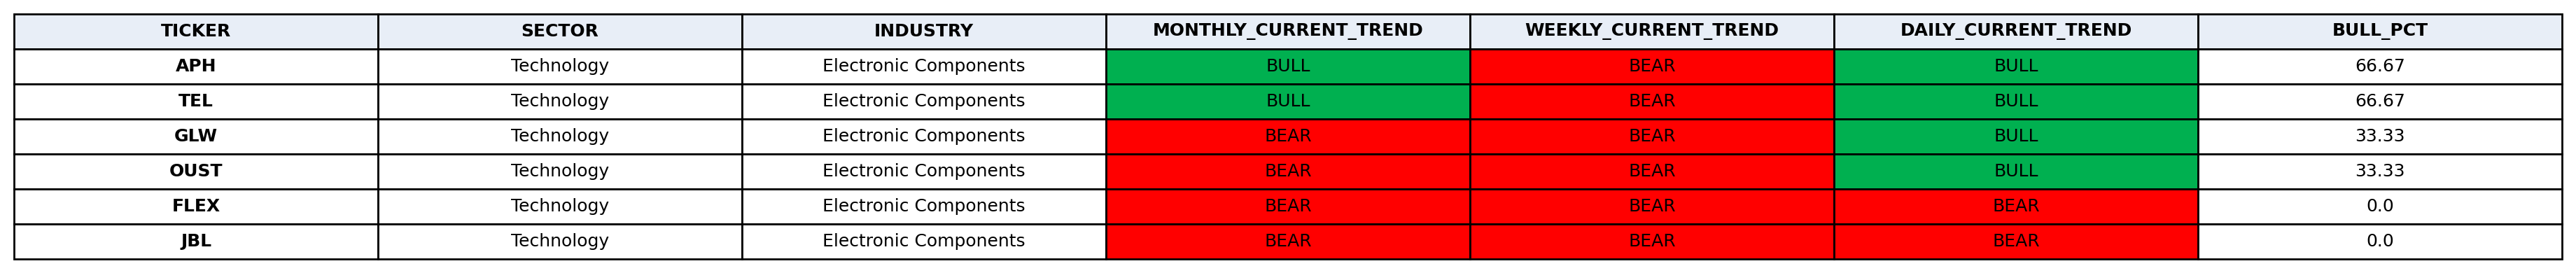 TICKER SECTOR INDUSTRY MONTHLY_CURRENT_TREND WEEKLY_CURRENT_TREND DAILY_CURRENT_TREND BULL_PCT
APH Technology Electronic Components BULL BEAR BULL 66.67
TEL Technology Electronic Components BULL BEAR BULL 66.67
GLW Technology Electronic Components BEAR BEAR BULL 33.33
OUST Technology Electronic Components BEAR BEAR BULL 33.33
FLEX Technology Electronic Components BEAR BEAR BEAR 0.0
JBL Technology Electronic Components BEAR BEAR BEAR 0.0